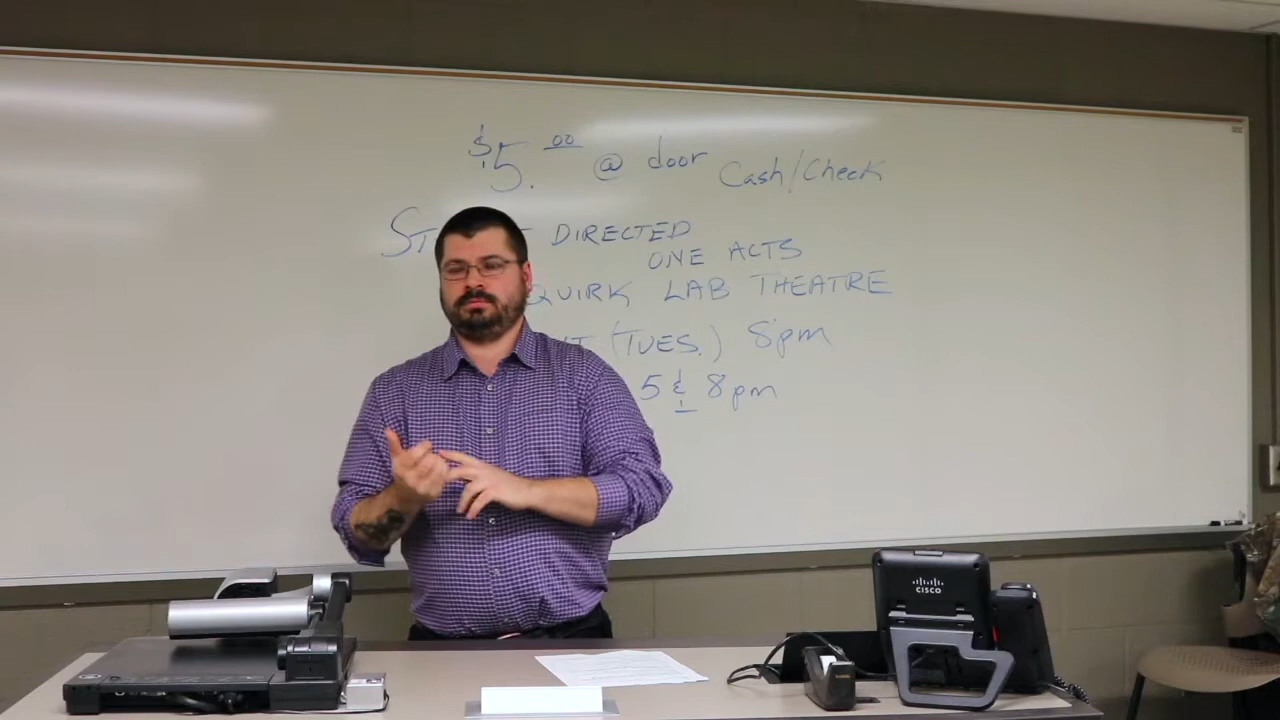 $5.00 @ door Cash/Check
DIRECTED
ONE ACTS
QUIRK LAB THEATRE
(TUES.) 8pm
5 & 8pm
CISCO